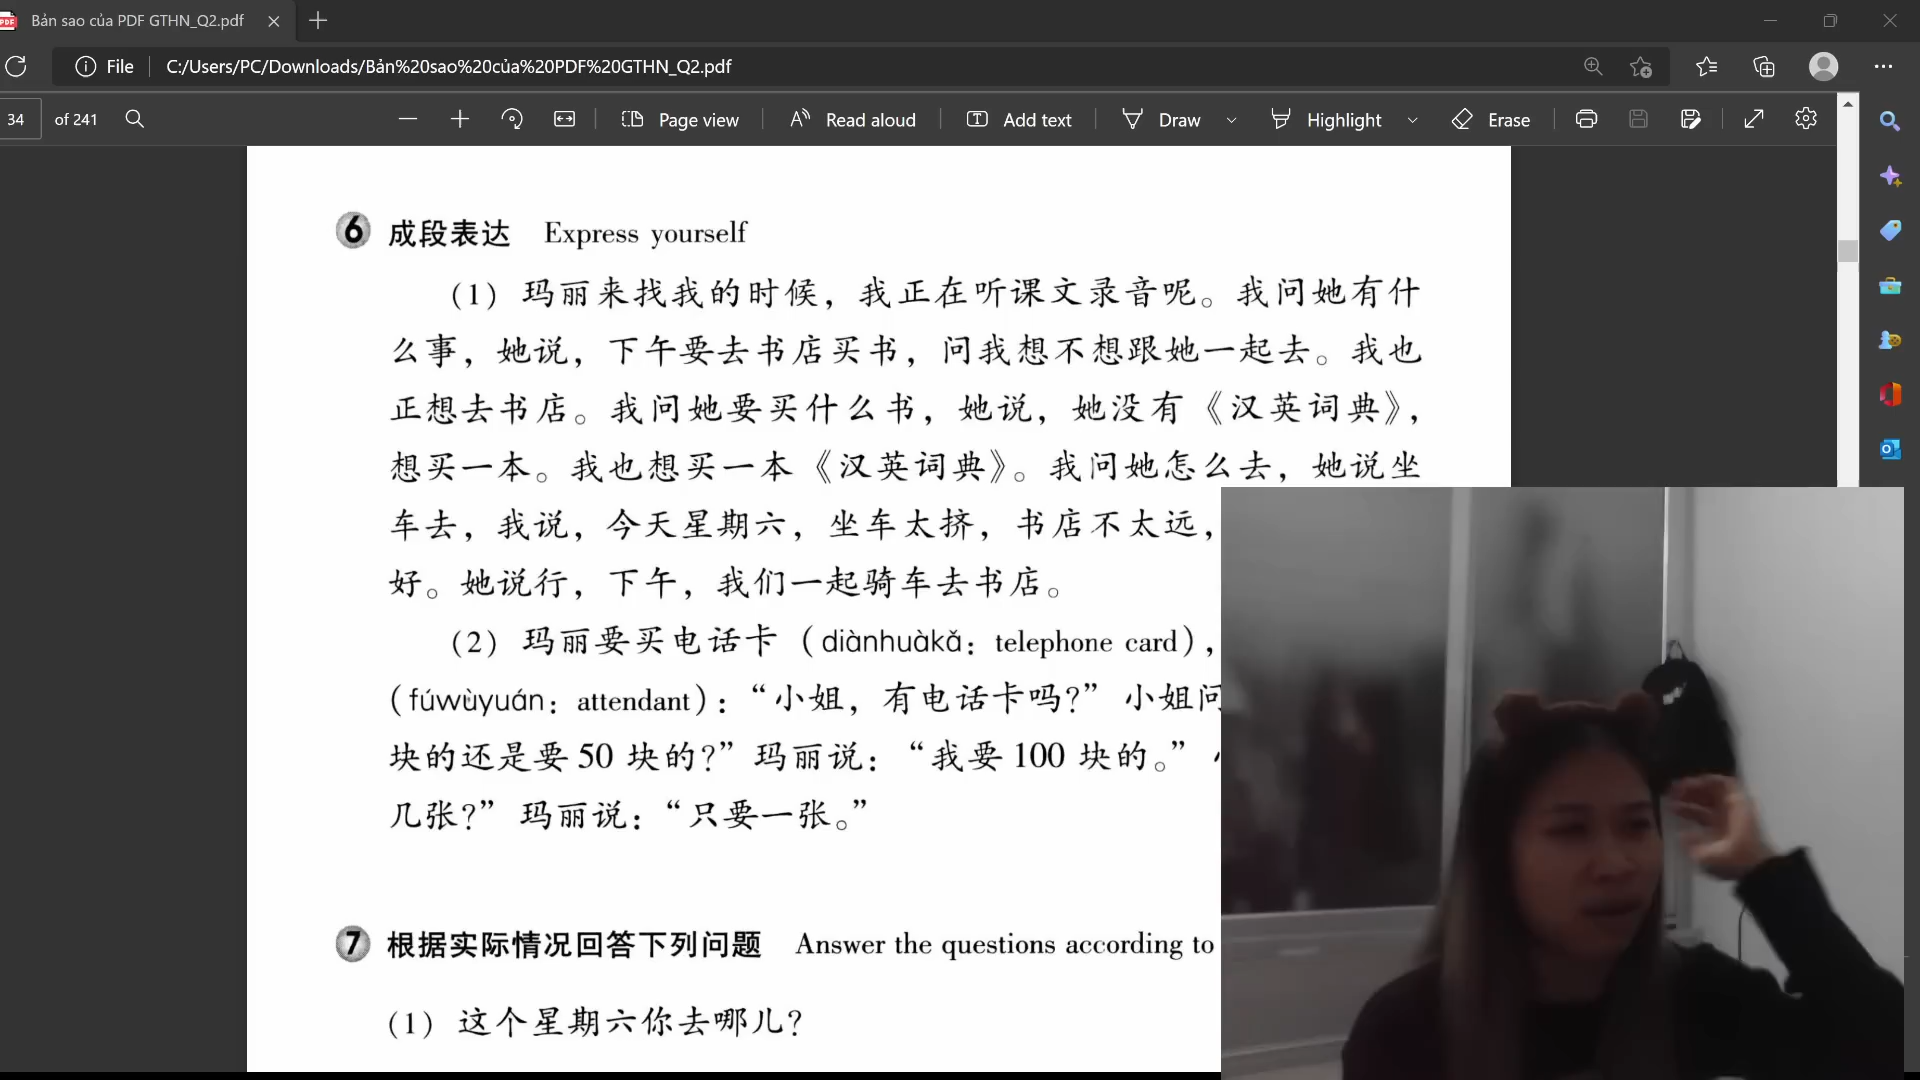 Bản sao của PDF GTHN_Q2.pdf
File C:/Users/PC/Downloads/Bản%20sao%20của%20PDF%20GTHN_Q2.pdf
34 of 241 Page view Read aloud Add text Draw Highlight Erase
6 成段表达 Express yourself
(1) 玛丽来找我的时候，我正在听课文录音呢。我问她有什
么事，她说，下午要去书店买书，问我想不想跟她一起去。我也
正想去书店。我问她要买什么书，她说，她没有《汉英词典》，
想买一本。我也想买一本《汉英词典》。我问她怎么去，她说坐
车去，我说，今天星期六，坐车太挤，书店不太远，
好。她说行，下午，我们一起骑车去书店。
(2) 玛丽要买电话卡（diànhuàkǎ：telephone card），
（fúwùyuán：attendant）：“小姐，有电话卡吗？”小姐问
块的还是要 50 块的？”玛丽说：“我要 100 块的。”
几张？”玛丽说：“只要一张。”
7 根据实际情况回答下列问题 Answer the questions according to
(1) 这个星期六你去哪儿？